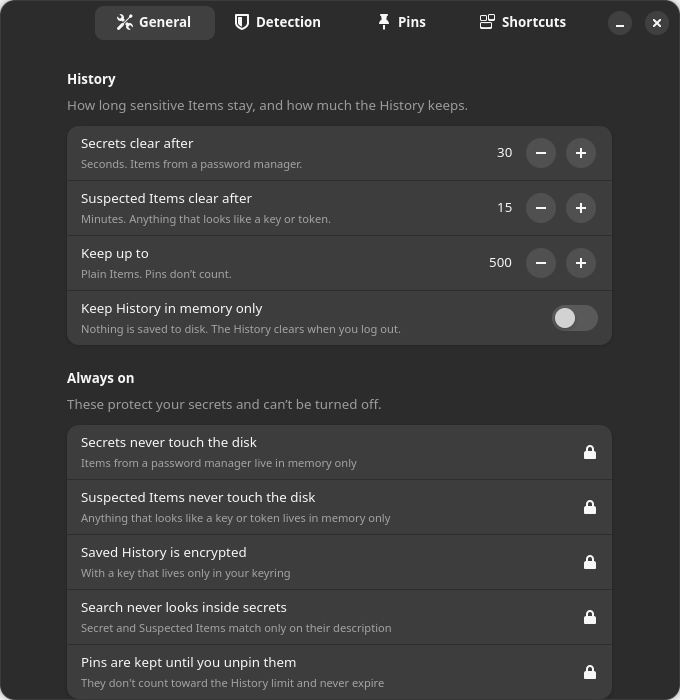 General
Detection
Pins
Shortcuts
History
How long sensitive Items stay, and how much the History keeps.
Secrets clear after
30
Seconds. Items from a password manager.
Suspected Items clear after
15
Minutes. Anything that looks like a key or token.
Keep up to
500
Plain Items. Pins don’t count.
Keep History in memory only
Nothing is saved to disk. The History clears when you log out.
Always on
These protect your secrets and can’t be turned off.
Secrets never touch the disk
Items from a password manager live in memory only
Suspected Items never touch the disk
Anything that looks like a key or token lives in memory only
Saved History is encrypted
With a key that lives only in your keyring
Search never looks inside secrets
Secret and Suspected Items match only on their description
Pins are kept until you unpin them
They don't count toward the History limit and never expire